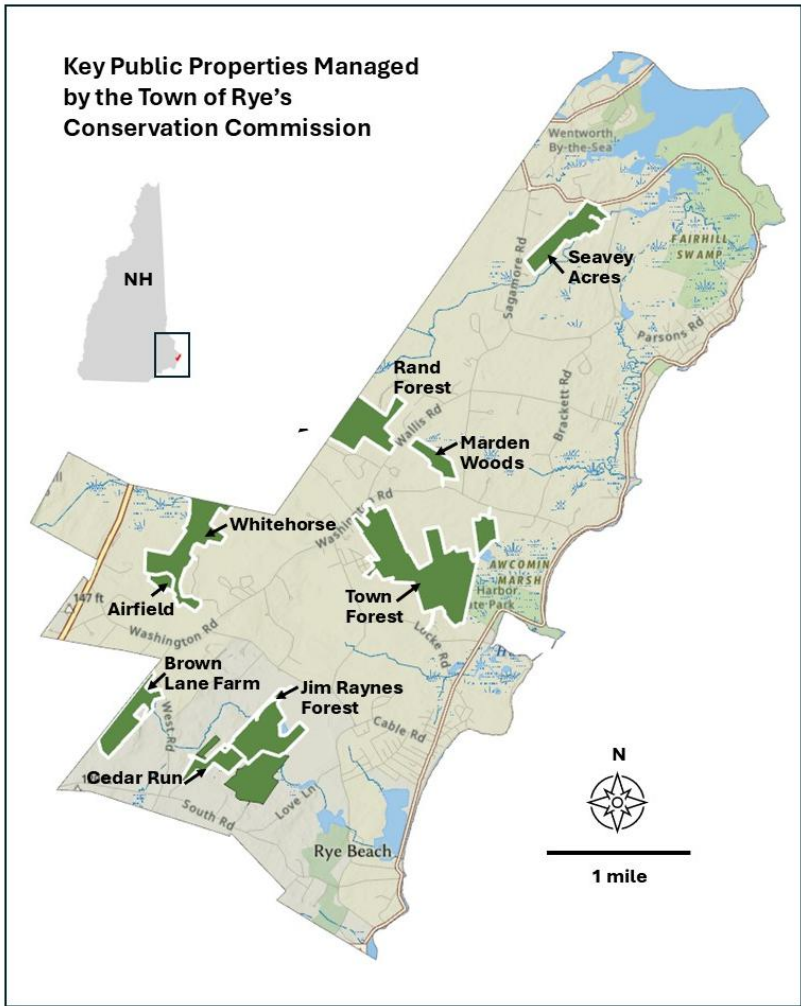 Key Public Properties Managed
by the Town of Rye's
Conservation Commission
NH
Wentworth
By-the-Sea
Sagamore Rd
Seavey
Acres
FAIRHILL
SWAMP
Parsons Rd
Rand
Forest
Wallis Rd
Brackett Rd
Marden
Woods
Washington Rd
Whitehorse
AWCOMIN
MARSH
Harbor
Airfield
147 ft
Town
Forest
Washington Rd
Lucke Rd
Brown
Lane Farm
West Rd
Jim Raynes
Forest
Cable Rd
Cedar Run
South Rd
Love Ln
Rye Beach
N
1 mile